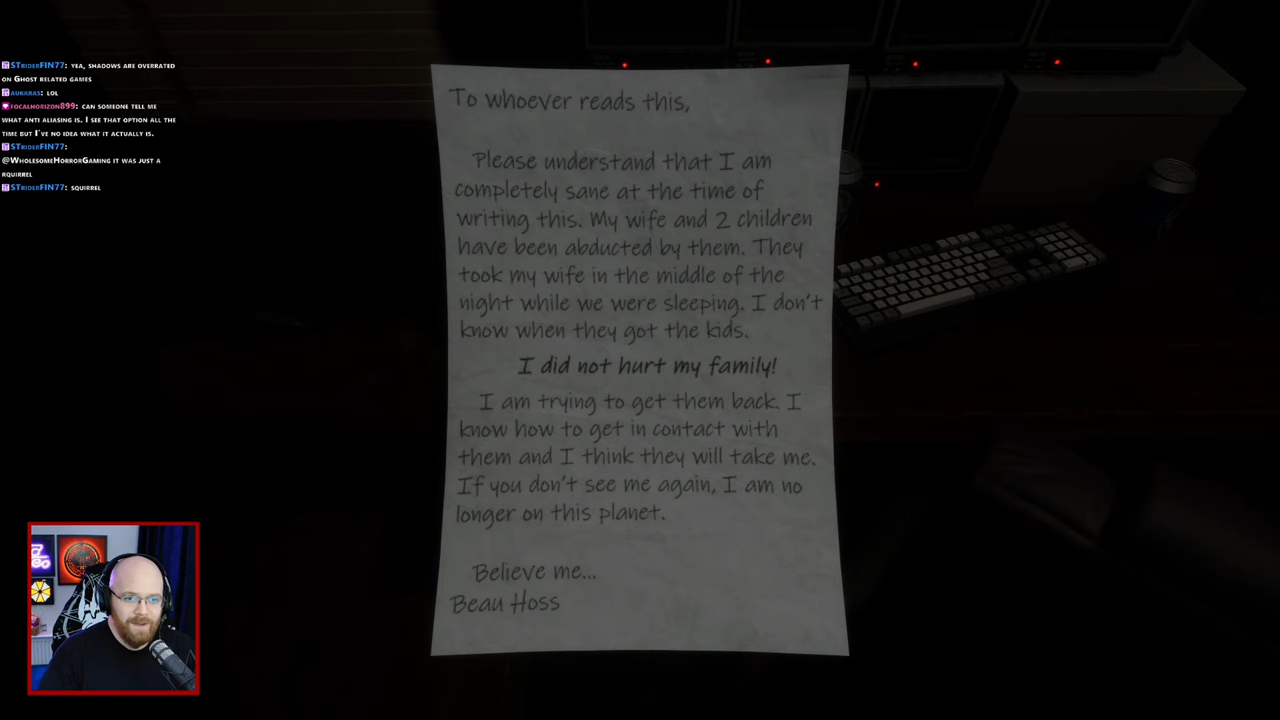 STriderFIN77: yea, shadows are overrated
on Ghost related games
aukkras: lol
focalhorizon899: can someone tell me
what anti aliasing is. I see that option all the
time but I've no idea what it actually is.
STriderFIN77:
@WholesomeHorrorGaming it was just a
rquirrel
STriderFIN77: squirrel
To whoever reads this,
Please understand that I am
completely sane at the time of
writing this. My wife and 2 children
have been abducted by them. They
took my wife in the middle of the
night while we were sleeping. I don't
know when they got the kids.
I did not hurt my family!
I am trying to get them back. I
know how to get in contact with
them and I think they will take me.
If you don't see me again, I am no
longer on this planet.
Believe me...
Beau Hoss